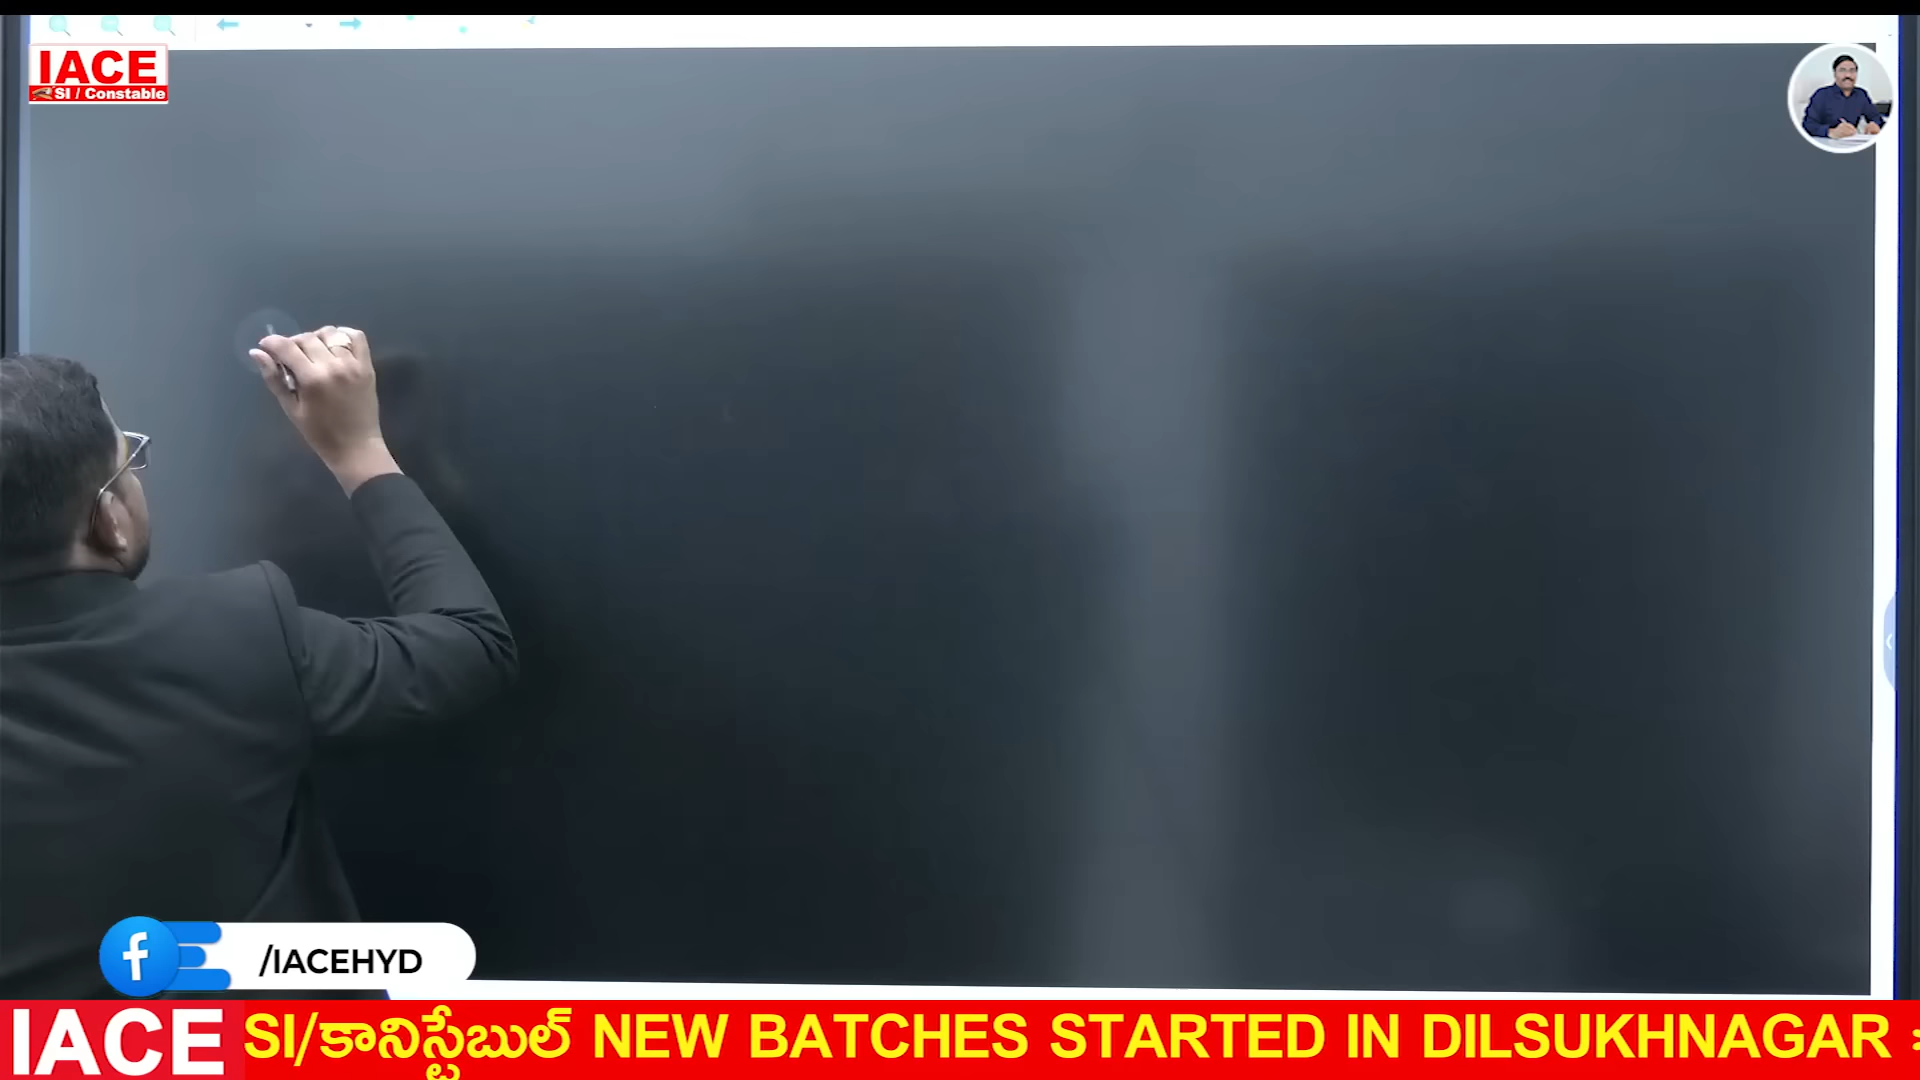 IACE
SI / Constable
/IACEHYD
IACE SI/కానిస్టేబుల్ NEW BATCHES STARTED IN DILSUKHNAGAR :